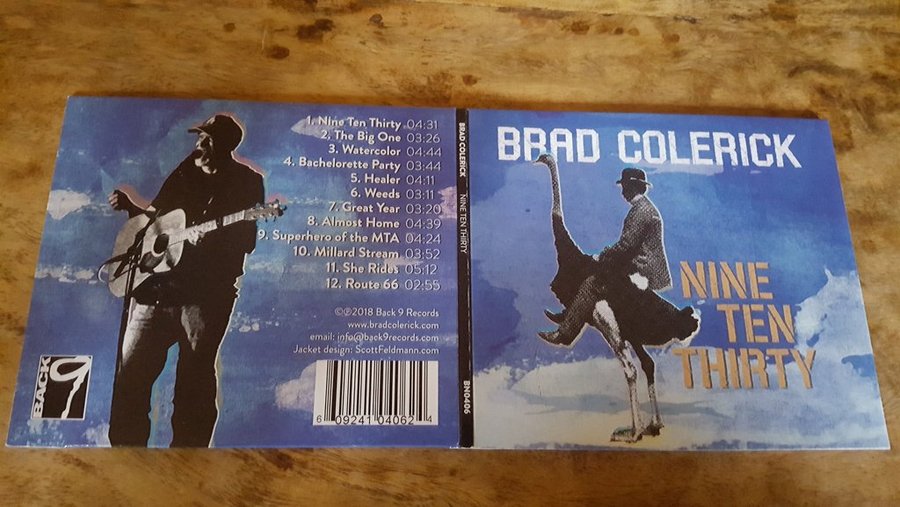 1. Nine Ten Thirty 04:31
2. The Big One 03:26
3. Watercolor 04:44
4. Bachelorette Party 03:44
5. Healer 04:11
6. Weeds 03:11
7. Great Year 03:20
8. Almost Home 04:39
9. Superhero of the MTA 04:24
10. Millard Stream 03:52
11. She Rides 05:12
12. Route 66 02:55
©℗2018 Back 9 Records
www.bradcolerick.com
email: info@back9records.com
Jacket design: ScottFeldmann.com
BACK 9
6 09241 04062 4
BRAD COLERICK NINE TEN THIRTY BN0406
BRAD COLERICK
NINE
TEN
THIRTY